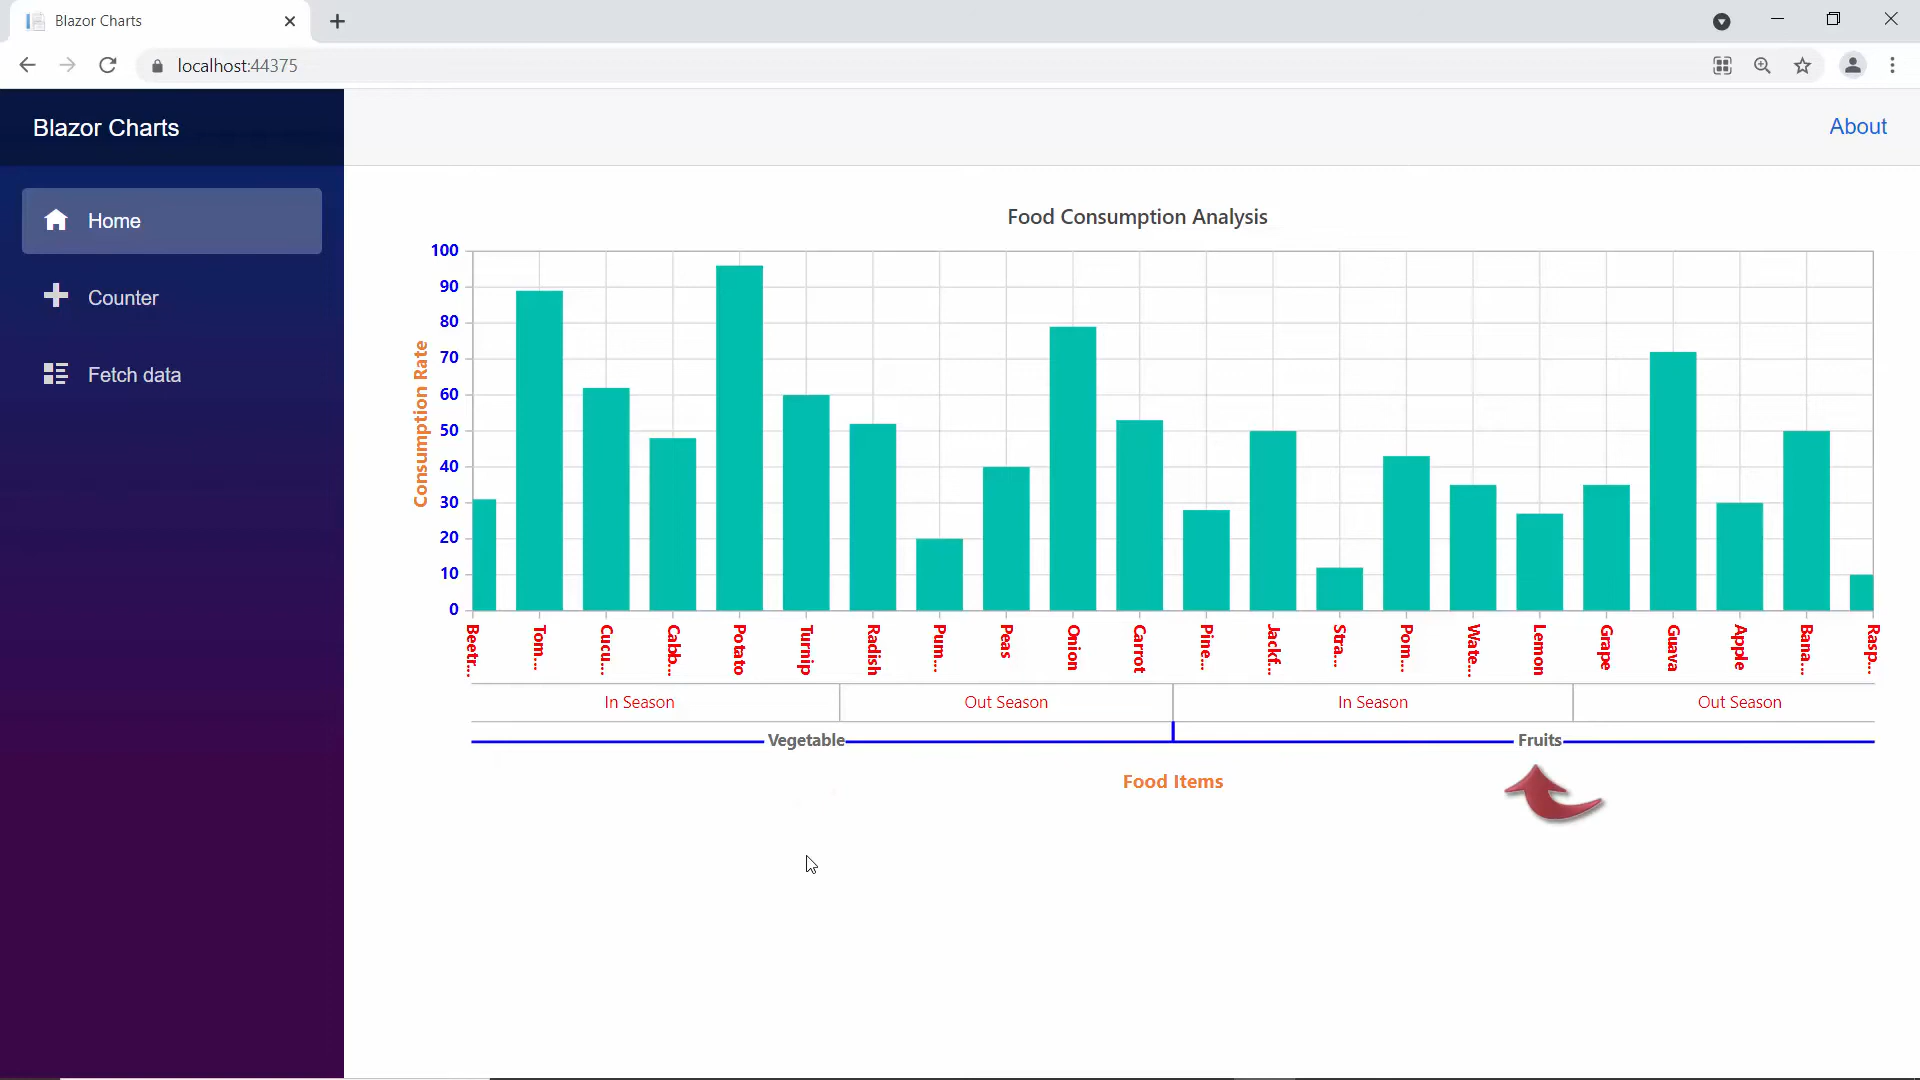 Blazor Charts
localhost:44375
Blazor Charts
About
Home
Counter
Fetch data
Food Consumption Analysis
100
90
80
70
60
50
40
30
20
10
0
Consumption Rate
Beetr...
Tom...
Cucu...
Cabb...
Potato
Turnip
Radish
Pum...
Peas
Onion
Carrot
Pine...
Jackf...
Stra...
Pom...
Wate...
Lemon
Grape
Guava
Apple
Bana...
Rasp...
In Season
Out Season
In Season
Out Season
Vegetable
Fruits
Food Items